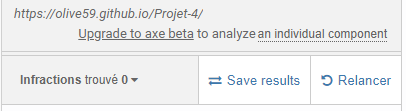 https://olive59.github.io/Projet-4/
Upgrade to axe beta to analyze an individual component
Infractions trouvé 0 Save results Relancer